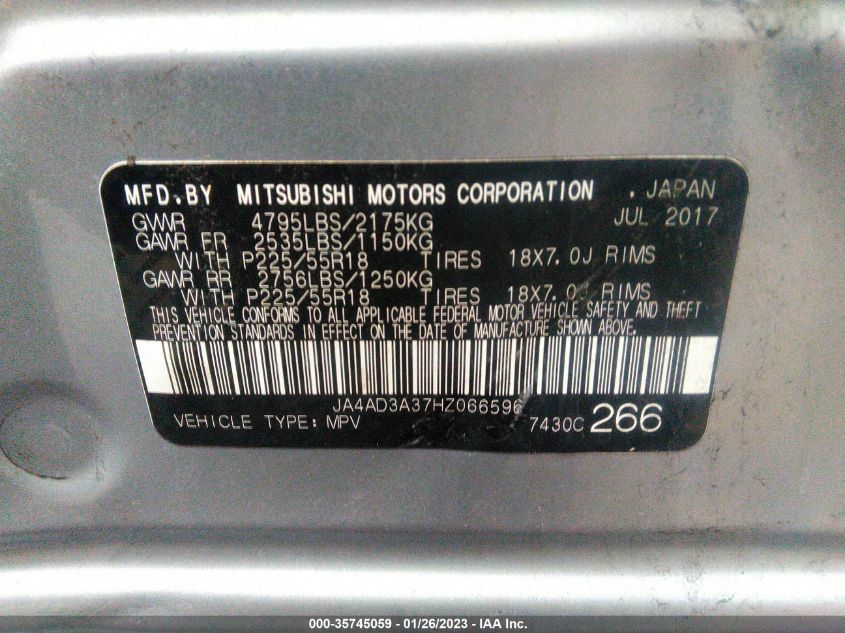 MFD.BY MITSUBISHI MOTORS CORPORATION . JAPAN
GVWR 4795LBS/2175KG JUL 2017
GAWR FR 2535LBS/1150KG
WITH P225/55R18 TIRES 18X7.0J RIMS
GAWR RR 2756LBS/1250KG
WITH P225/55R18 TIRES 18X7.0J RIMS
THIS VEHICLE CONFORMS TO ALL APPLICABLE FEDERAL MOTOR VEHICLE SAFETY AND THEFT
PREVENTION STANDARDS IN EFFECT ON THE DATE OF MANUFACTURE SHOWN ABOVE.
JA4AD3A37HZ066596
VEHICLE TYPE: MPV 7430C 266
000-35745059 — 01/26/2023 — IAA Inc.